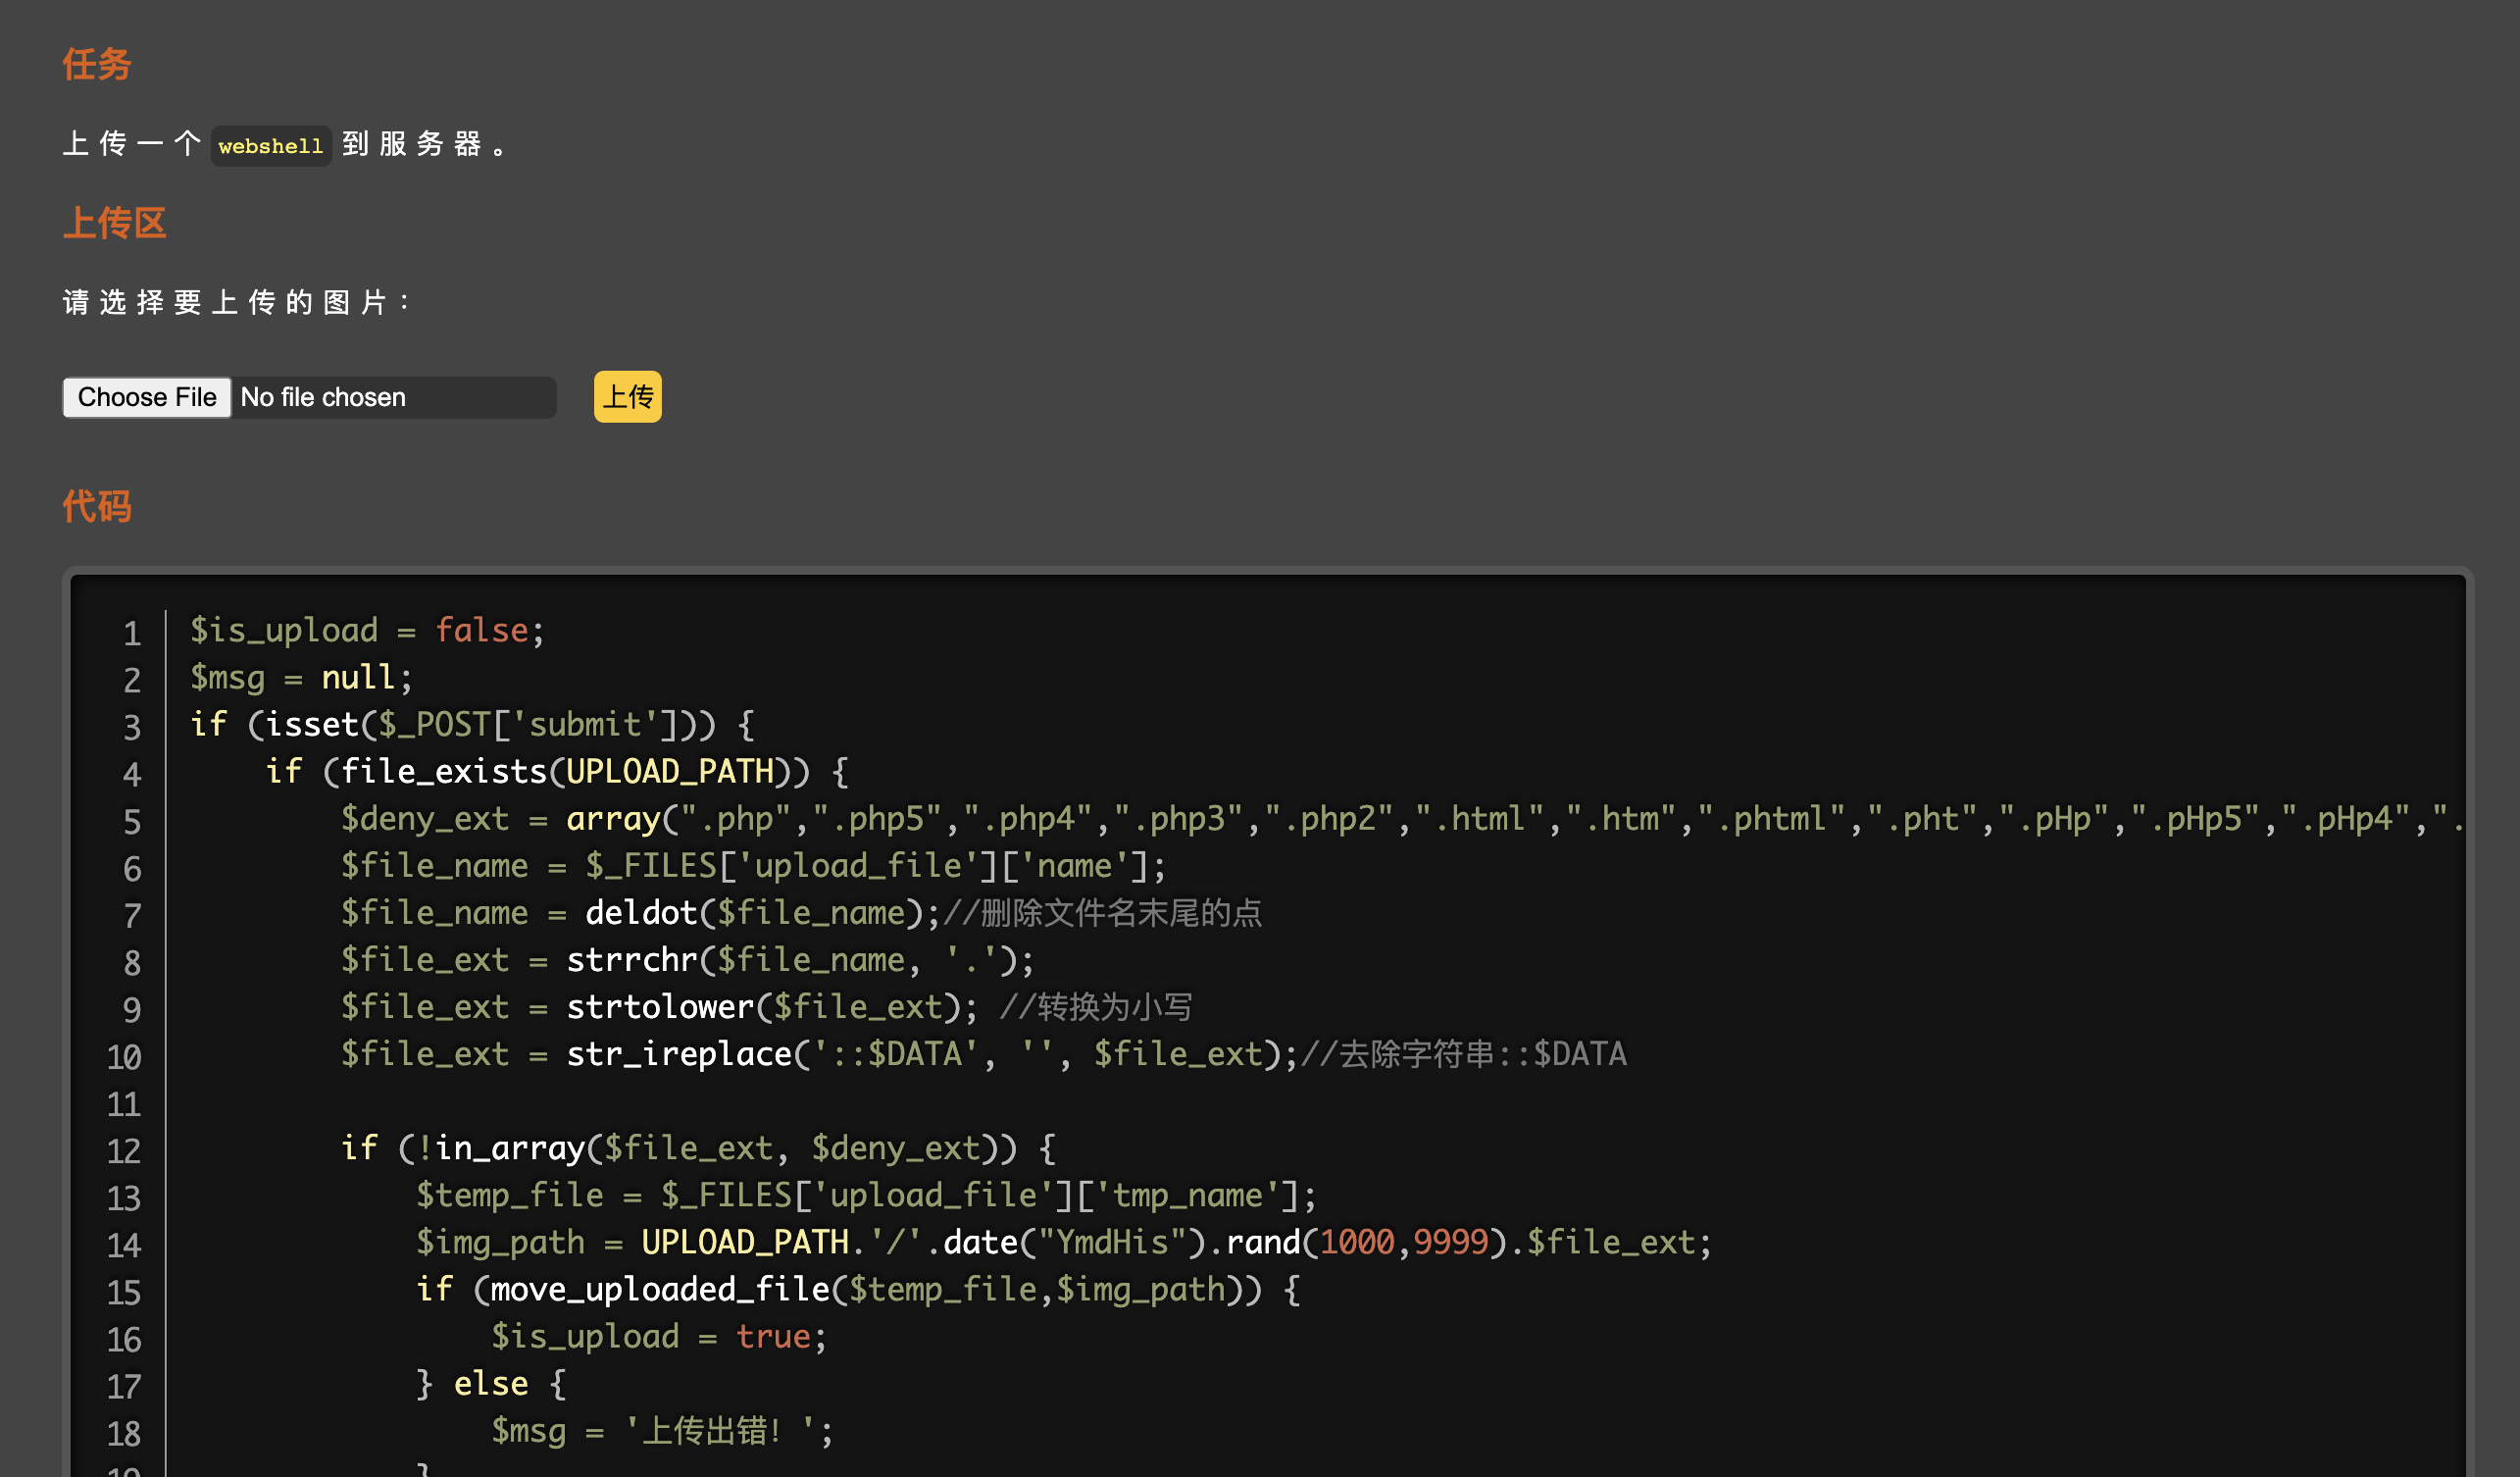 任务
上传一个 webshell 到服务器。
上传区
请选择要上传的图片：
Choose File No file chosen 上传
代码
1 $is_upload = false;
2 $msg = null;
3 if (isset($_POST['submit'])) {
4     if (file_exists(UPLOAD_PATH)) {
5         $deny_ext = array(".php",".php5",".php4",".php3",".php2",".html",".htm",".phtml",".pht",".pHp",".pHp5",".pHp4",".
6         $file_name = $_FILES['upload_file']['name'];
7         $file_name = deldot($file_name);//删除文件名末尾的点
8         $file_ext = strrchr($file_name, '.');
9         $file_ext = strtolower($file_ext); //转换为小写
10         $file_ext = str_ireplace('::$DATA', '', $file_ext);//去除字符串::$DATA
11
12         if (!in_array($file_ext, $deny_ext)) {
13             $temp_file = $_FILES['upload_file']['tmp_name'];
14             $img_path = UPLOAD_PATH.'/'.date("YmdHis").rand(1000,9999).$file_ext;
15             if (move_uploaded_file($temp_file,$img_path)) {
16                 $is_upload = true;
17             } else {
18                 $msg = '上传出错！';